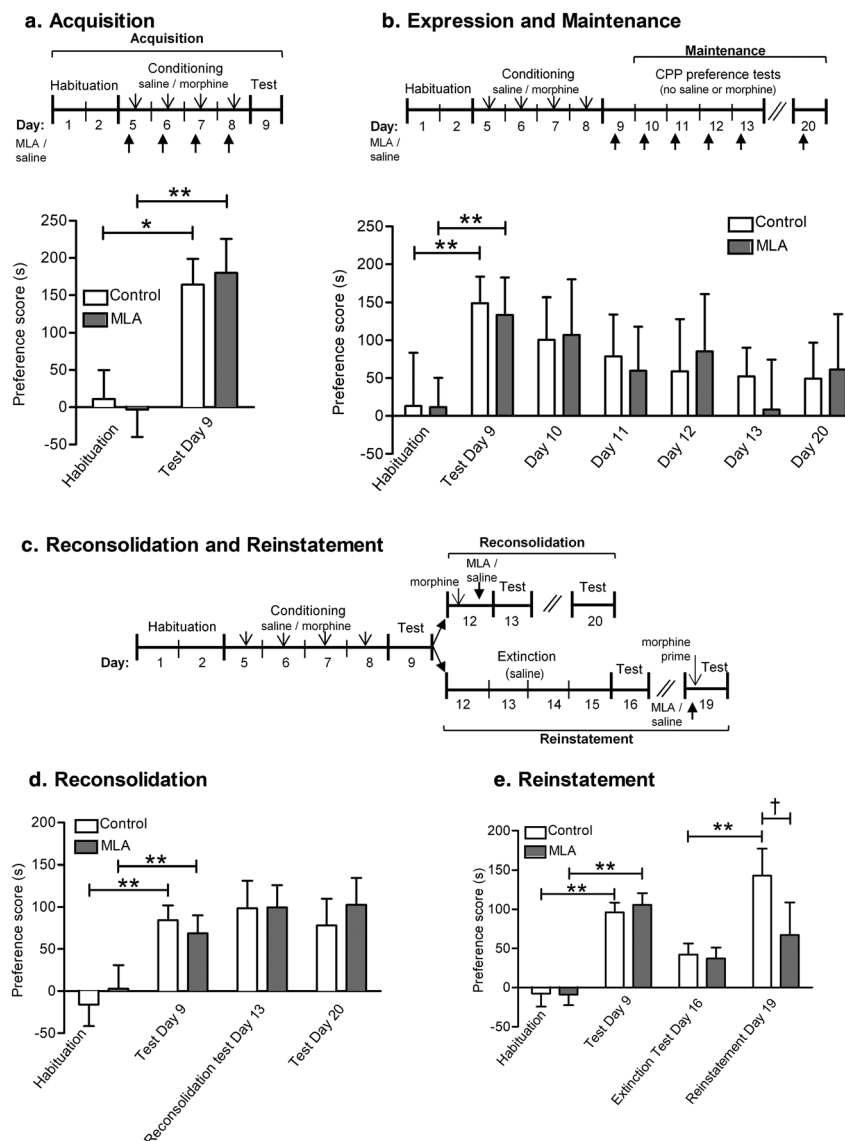 a. Acquisition
Acquisition
Habituation
Conditioning
saline / morphine
Test
Day: 1 2 5 6 7 8 9
MLA /
saline
Preference score (s)
250
200
150
100
50
0
-50
*
**
Control
MLA
Habituation
Test Day 9
b. Expression and Maintenance
Maintenance
Habituation
Conditioning
saline / morphine
CPP preference tests
(no saline or morphine)
Day: 1 2 5 6 7 8 9 10 11 12 13 // 20
MLA /
saline
Preference score (s)
250
200
150
100
50
0
-50
**
**
Control
MLA
Habituation
Test Day 9
Day 10
Day 11
Day 12
Day 13
Day 20
c. Reconsolidation and Reinstatement
Reconsolidation
morphine
MLA /
saline
Test
Test
12 13 // 20
Habituation
Conditioning
saline / morphine
Test
Day: 1 2 5 6 7 8 9
Extinction
(saline)
Test
morphine
prime
Test
12 13 14 15 16 // 19
MLA /
saline
Reinstatement
d. Reconsolidation
Preference score (s)
200
150
100
50
0
-50
Control
MLA
**
**
Habituation
Test Day 9
Reconsolidation test Day 13
Test Day 20
e. Reinstatement
Preference score (s)
200
150
100
50
0
-50
Control
MLA
**
**
**
†
Habituation
Test Day 9
Extinction Test Day 16
Reinstatement Day 19